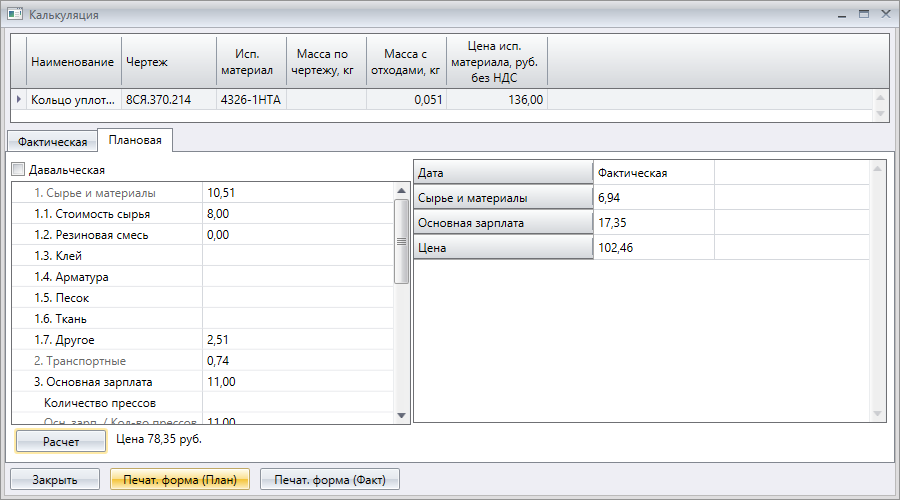 Калькуляция
Наименование Чертеж Исп. материал Масса по чертежу, кг Масса с отходами, кг Цена исп. материала, руб. без НДС
Кольцо уплот... 8СЯ.370.214 4326-1НТА 0,051 136,00
Фактическая Плановая
Давальческая
1. Сырье и материалы 10,51
1.1. Стоимость сырья 8,00
1.2. Резиновая смесь 0,00
1.3. Клей
1.4. Арматура
1.5. Песок
1.6. Ткань
1.7. Другое 2,51
2. Транспортные 0,74
3. Основная зарплата 11,00
Количество прессов
Осн. зарп. / Кол-во прессов 11,00
Дата Фактическая
Сырье и материалы 6,94
Основная зарплата 17,35
Цена 102,46
Расчет Цена 78,35 руб.
Закрыть Печат. форма (План) Печат. форма (Факт)